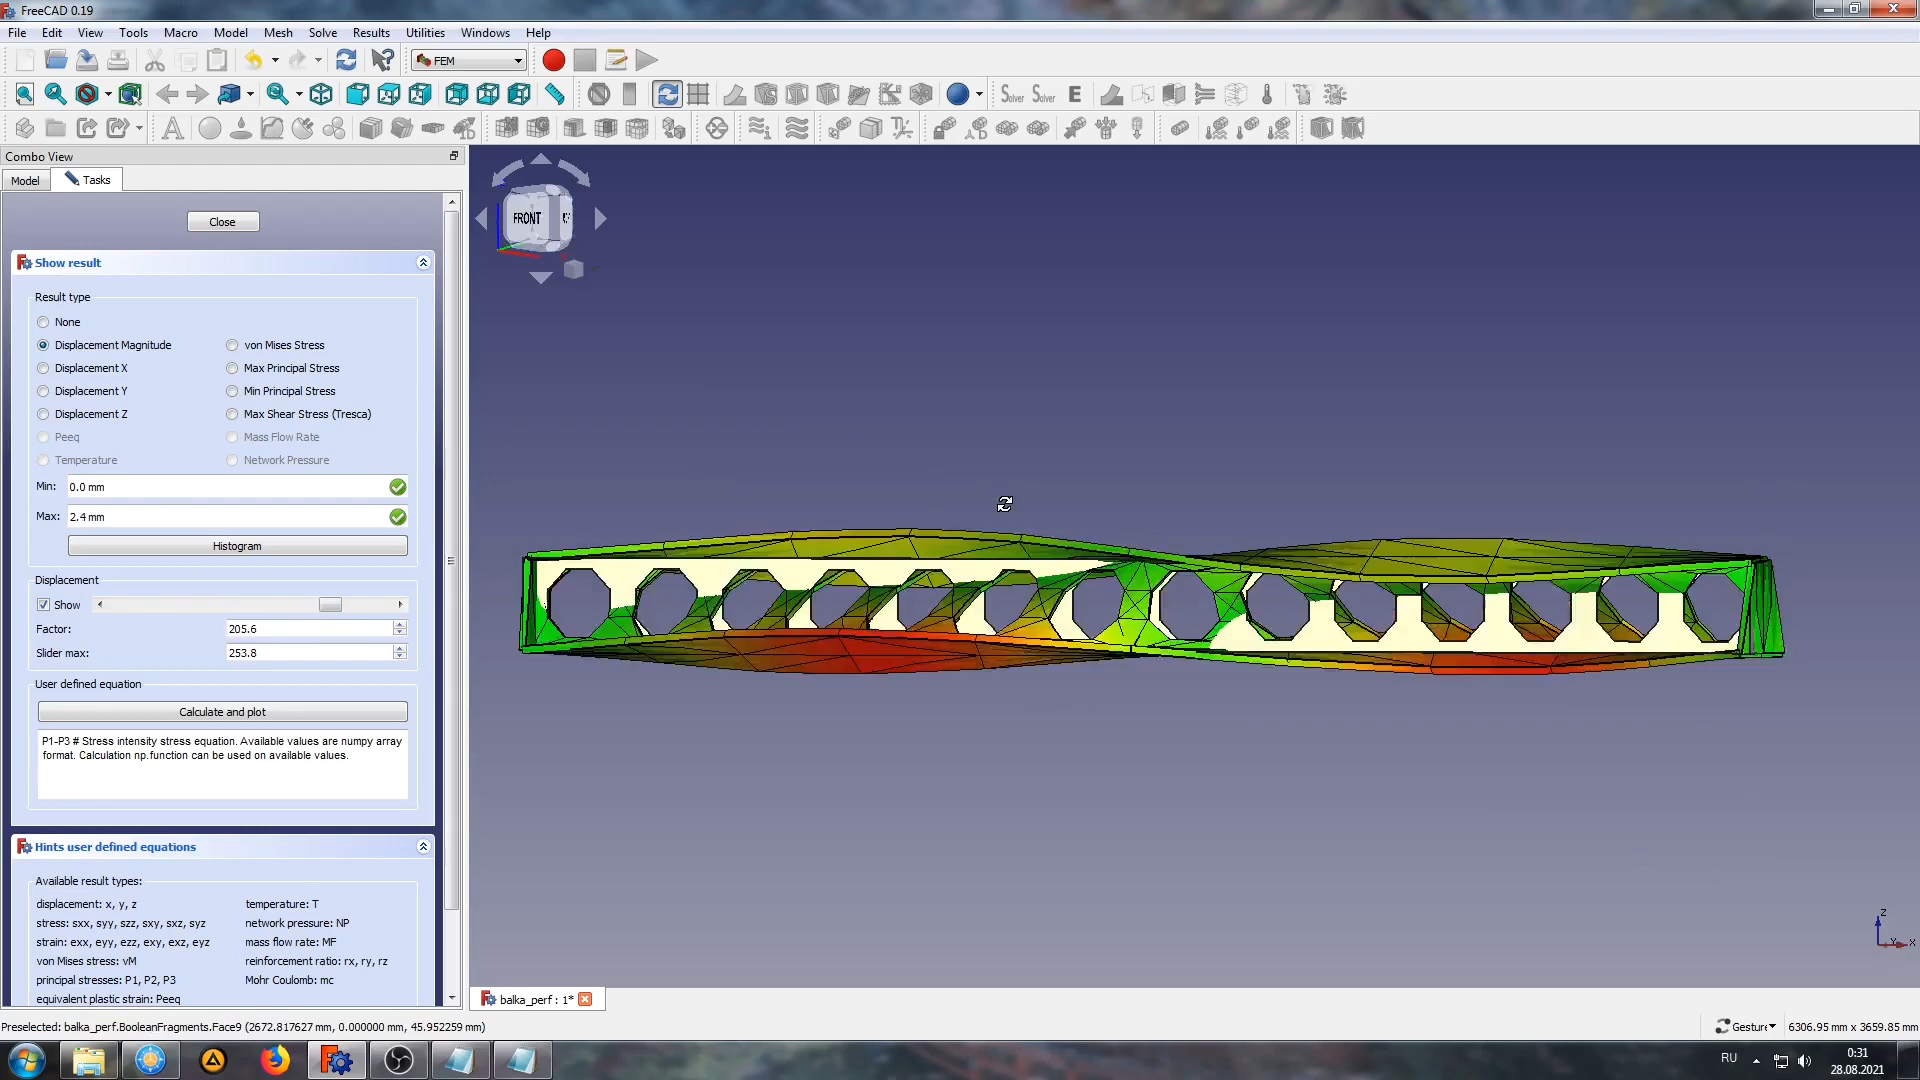 FreeCAD 0.19
File Edit View Tools Macro Model Mesh Solve Results Utilities Windows Help
FEM
Solver Solver E
Combo View
Model Tasks
Close
Show result
Result type
None
Displacement Magnitude von Mises Stress
Displacement X Max Principal Stress
Displacement Y Min Principal Stress
Displacement Z Max Shear Stress (Tresca)
Peeq Mass Flow Rate
Temperature Network Pressure
Min: 0.0 mm
Max: 2.4 mm
Histogram
Displacement
Show
Factor: 205.6
Slider max: 253.8
User defined equation
Calculate and plot
P1-P3 # Stress intensity stress equation. Available values are numpy array
format. Calculation np.function can be used on available values.
Hints user defined equations
Available result types:
displacement: x, y, z temperature: T
stress: sxx, syy, szz, sxy, sxz, syz network pressure: NP
strain: exx, eyy, ezz, exy, exz, eyz mass flow rate: MF
von Mises stress: vM reinforcement ratio: rx, ry, rz
principal stresses: P1, P2, P3 Mohr Coulomb: mc
equivalent plastic strain: Peeq
FRONT
Z
Y X
balka_perf : 1*
Preselected: balka_perf.BooleanFragments.Face9 (2672.817627 mm, 0.000000 mm, 45.952259 mm)
Gesture 6306.95 mm x 3659.85 mm
RU
0:31
28.08.2021